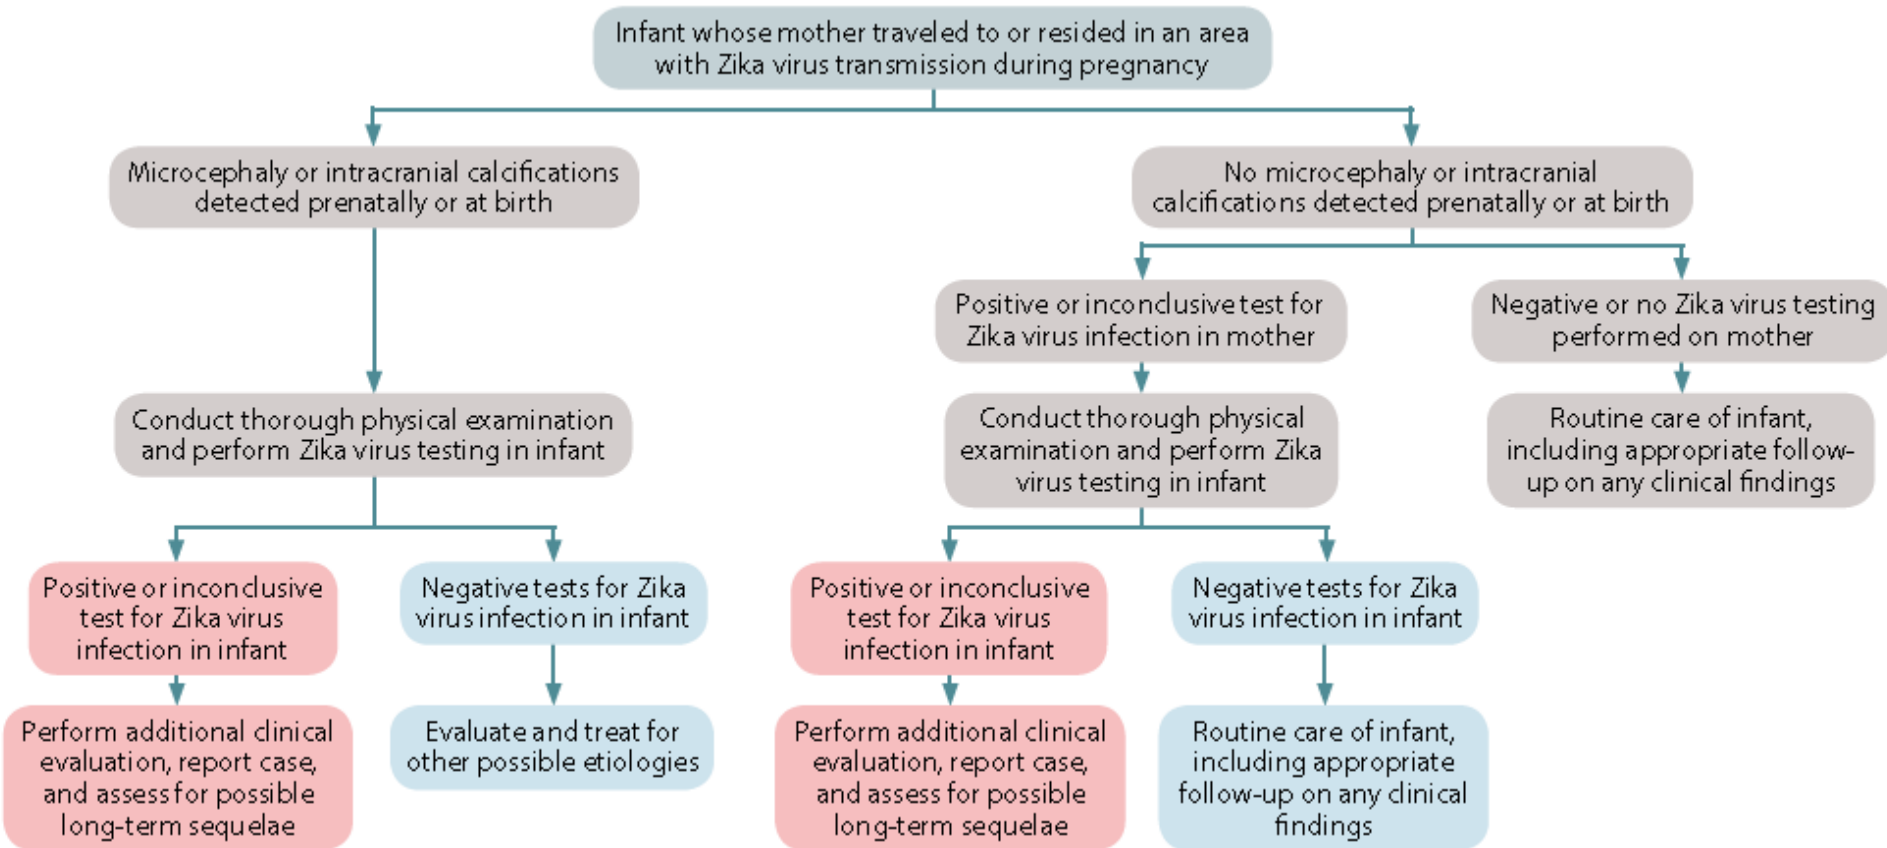 Infant whose mother traveled to or resided in an area
with Zika virus transmission during pregnancy
Microcephaly or intracranial calcifications
detected prenatally or at birth
No microcephaly or intracranial
calcifications detected prenatally or at birth
Positive or inconclusive test for
Zika virus infection in mother
Negative or no Zika virus testing
performed on mother
Conduct thorough physical examination
and perform Zika virus testing in infant
Conduct thorough physical
examination and perform Zika
virus testing in infant
Routine care of infant,
including appropriate follow-
up on any clinical findings
Positive or inconclusive
test for Zika virus
infection in infant
Negative tests for Zika
virus infection in infant
Positive or inconclusive
test for Zika virus
infection in infant
Negative tests for Zika
virus infection in infant
Perform additional clinical
evaluation, report case,
and assess for possible
long-term sequelae
Evaluate and treat for
other possible etiologies
Perform additional clinical
evaluation, report case,
and assess for possible
long-term sequelae
Routine care of infant,
including appropriate
follow-up on any clinical
findings